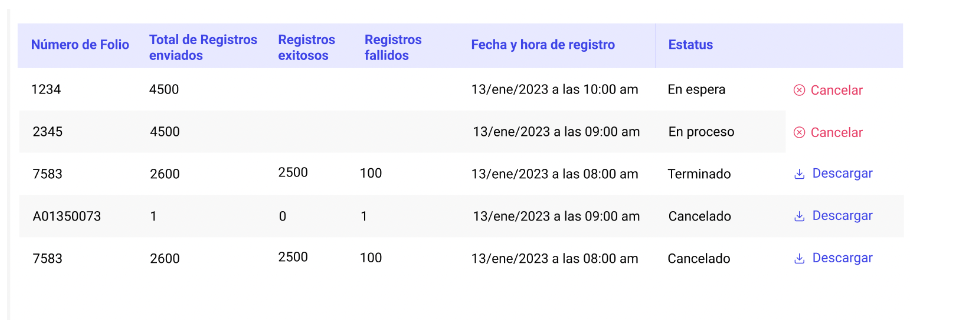 Número de Folio Total de Registros enviados Registros exitosos Registros fallidos Fecha y hora de registro Estatus
1234 4500 13/ene/2023 a las 10:00 am En espera Cancelar
2345 4500 13/ene/2023 a las 09:00 am En proceso Cancelar
7583 2600 2500 100 13/ene/2023 a las 08:00 am Terminado Descargar
A01350073 1 0 1 13/ene/2023 a las 09:00 am Cancelado Descargar
7583 2600 2500 100 13/ene/2023 a las 08:00 am Cancelado Descargar